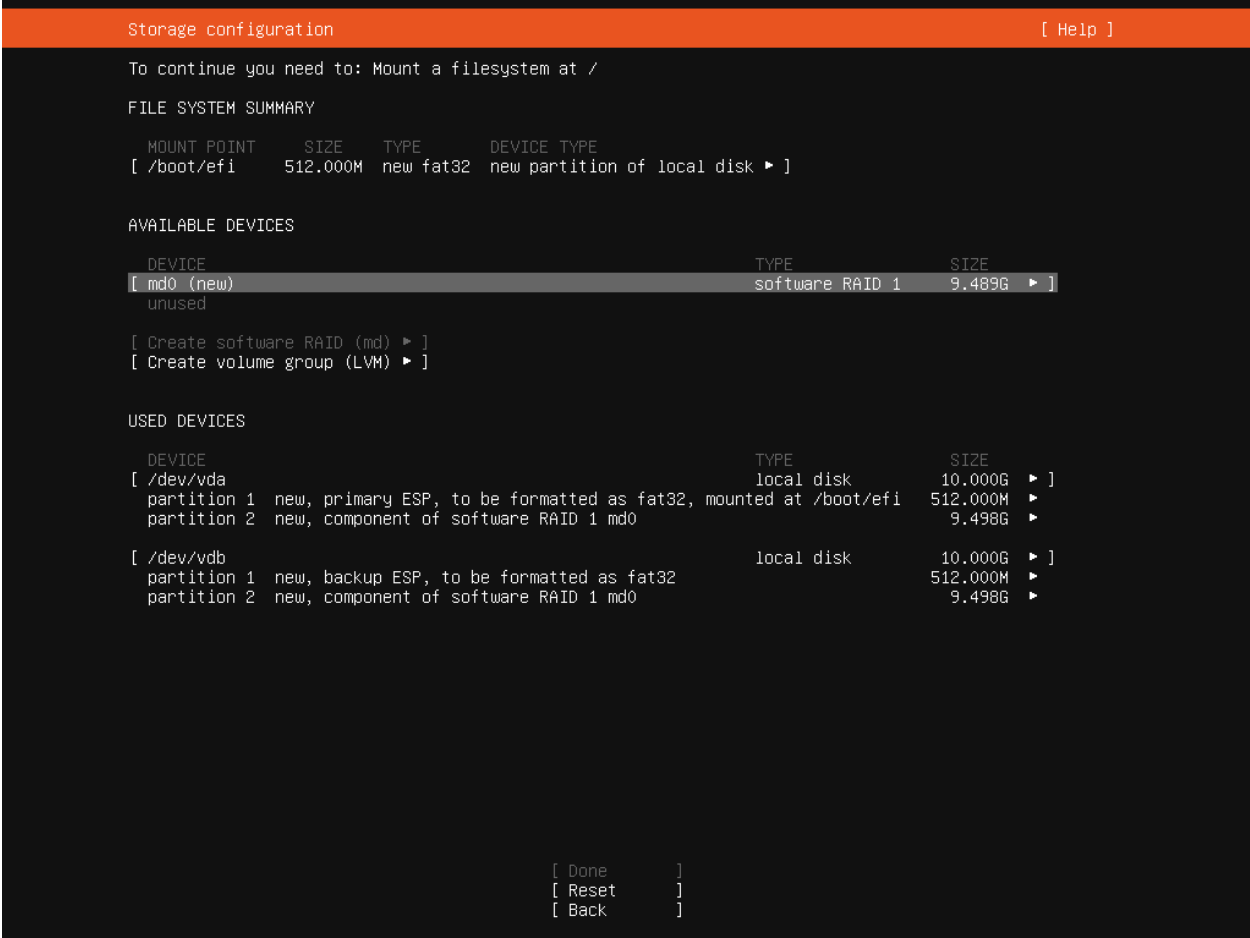 Storage configuration [ Help ]
To continue you need to: Mount a filesystem at /
FILE SYSTEM SUMMARY
MOUNT POINT SIZE TYPE DEVICE TYPE
[ /boot/efi 512.000M new fat32 new partition of local disk ▸ ]
AVAILABLE DEVICES
DEVICE TYPE SIZE
[ md0 (new) software RAID 1 9.489G ▸ ]
unused
[ Create software RAID (md) ▸ ]
[ Create volume group (LVM) ▸ ]
USED DEVICES
DEVICE TYPE SIZE
[ /dev/vda local disk 10.000G ▸ ]
partition 1 new, primary ESP, to be formatted as fat32, mounted at /boot/efi 512.000M ▸
partition 2 new, component of software RAID 1 md0 9.498G ▸
[ /dev/vdb local disk 10.000G ▸ ]
partition 1 new, backup ESP, to be formatted as fat32 512.000M ▸
partition 2 new, component of software RAID 1 md0 9.498G ▸
[ Done ]
[ Reset ]
[ Back ]